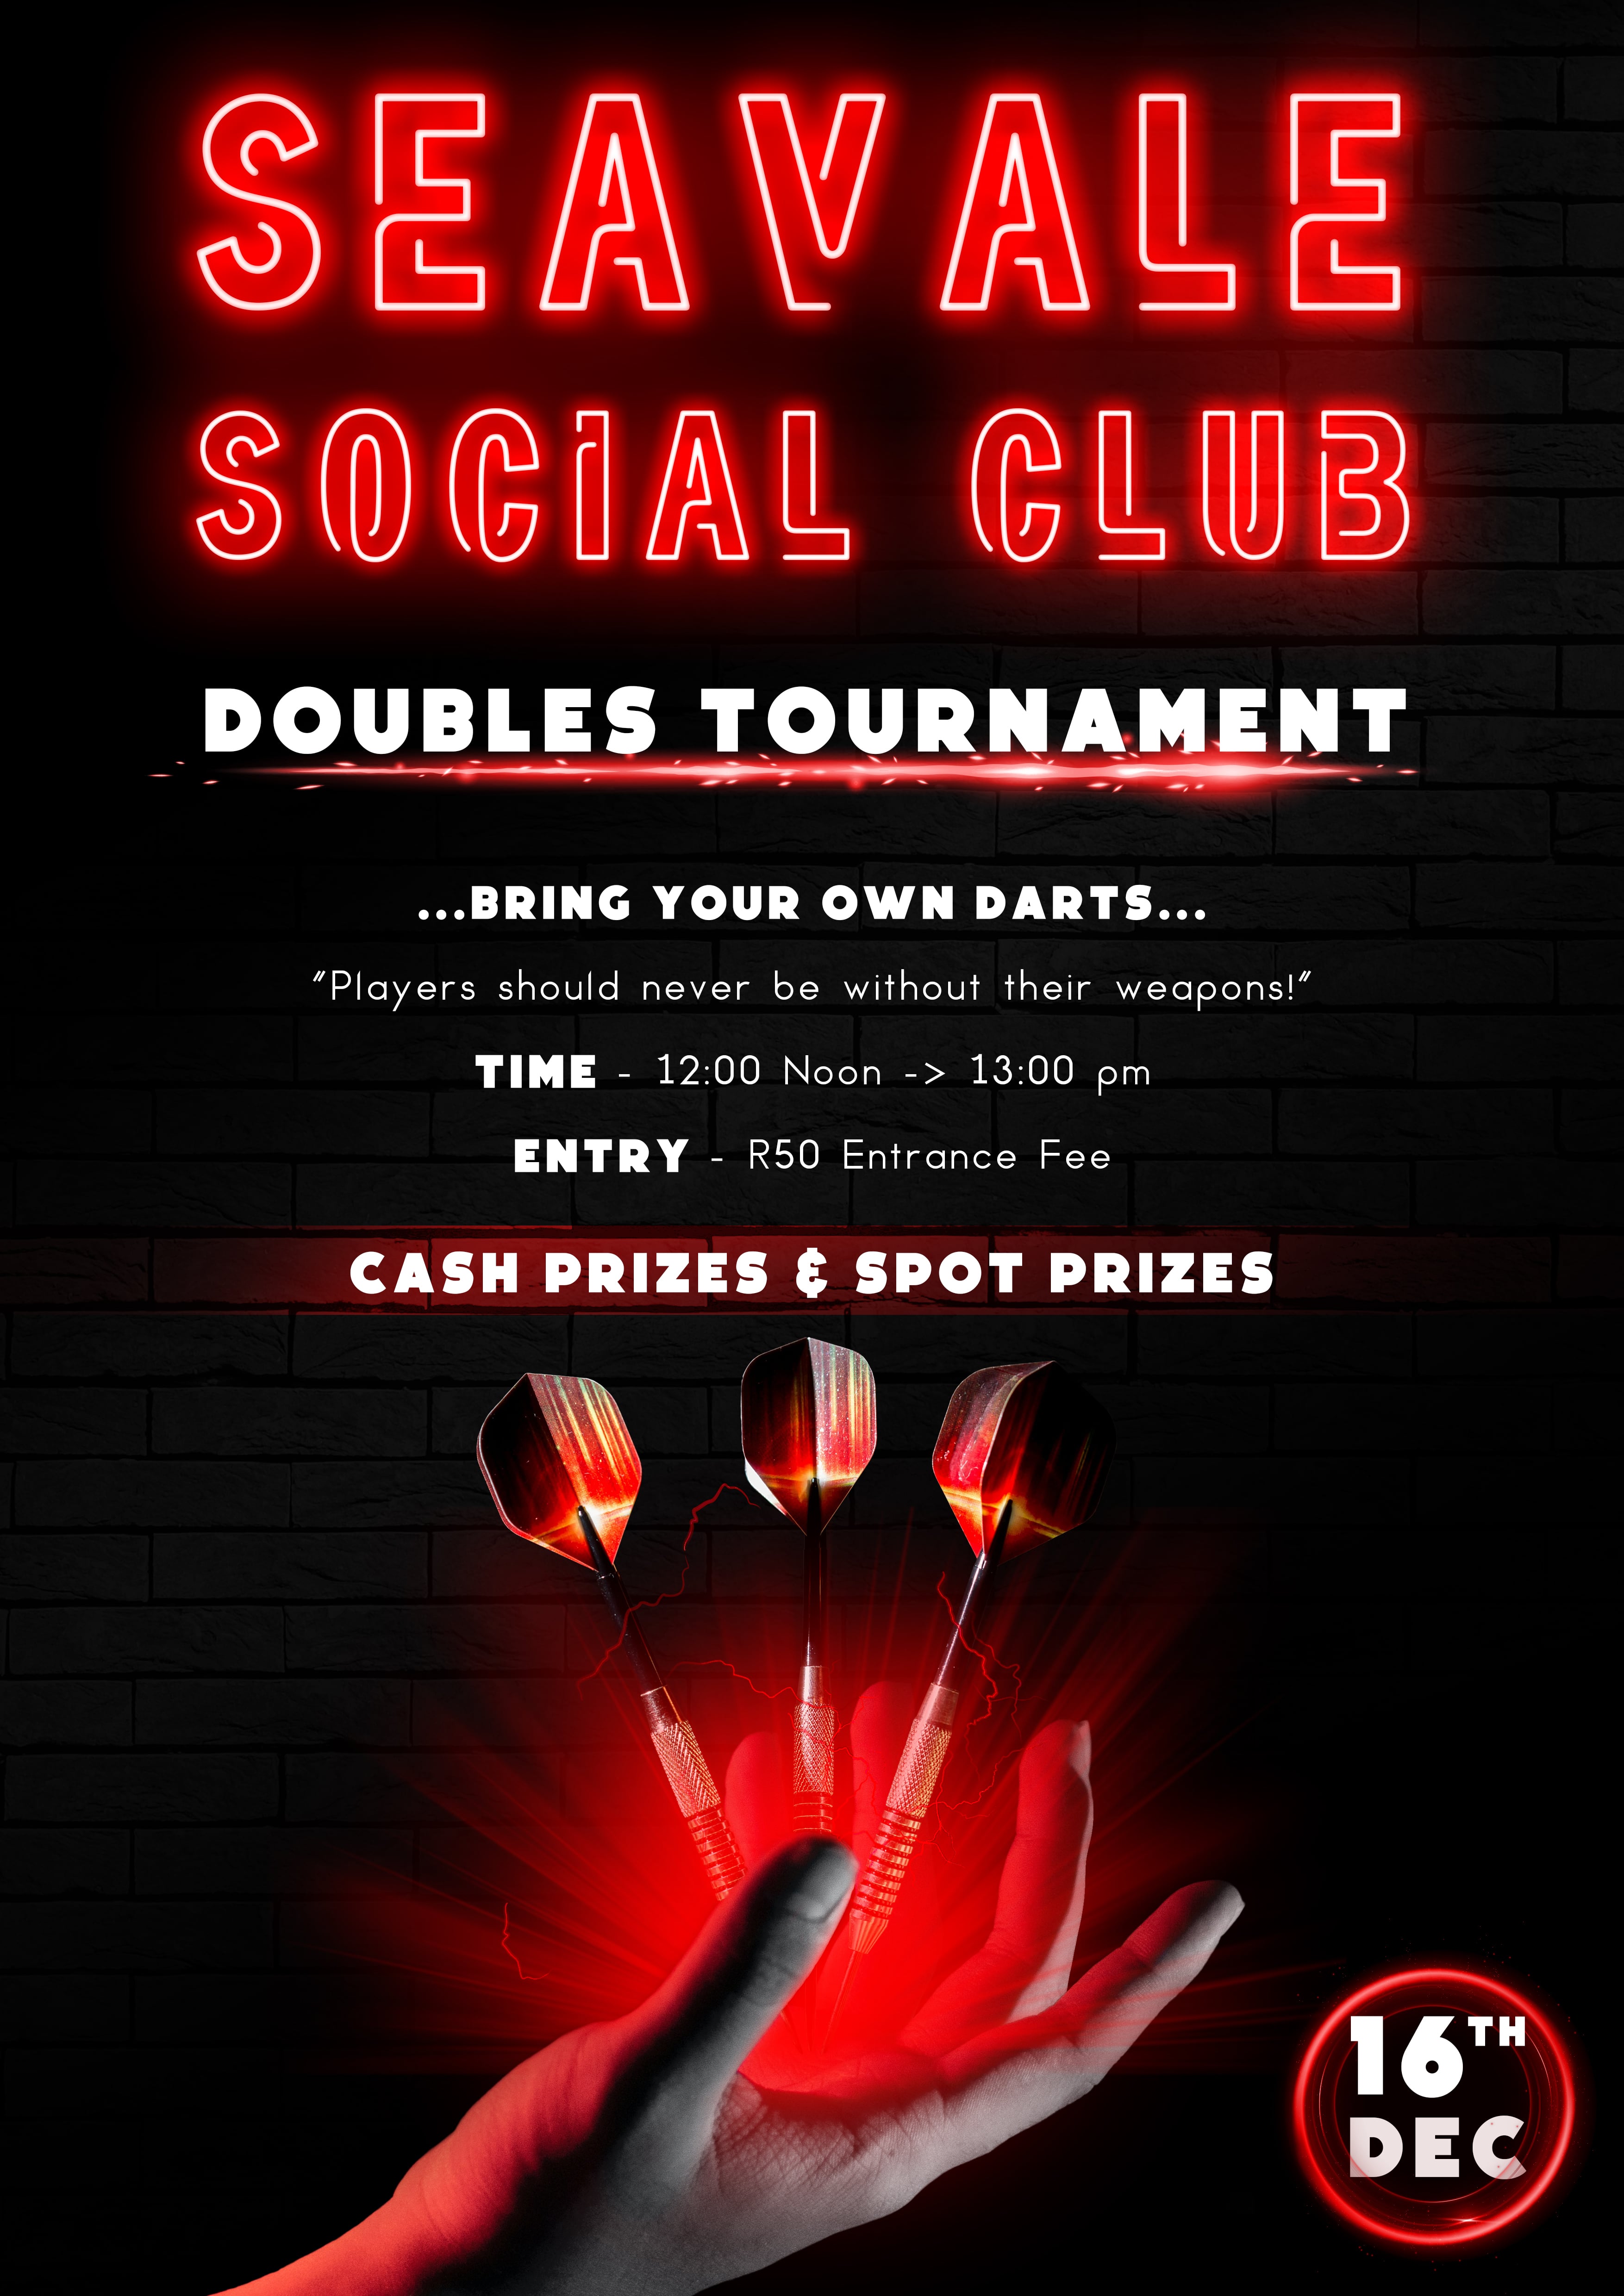 SEAVALE
SOCIAL CLUB
DOUBLES TOURNAMENT
...BRING YOUR OWN DARTS...
"Players should never be without their weapons!"
TIME - 12:00 Noon -> 13:00 pm
ENTRY - R50 Entrance Fee
CASH PRIZES & SPOT PRIZES
16TH
DEC